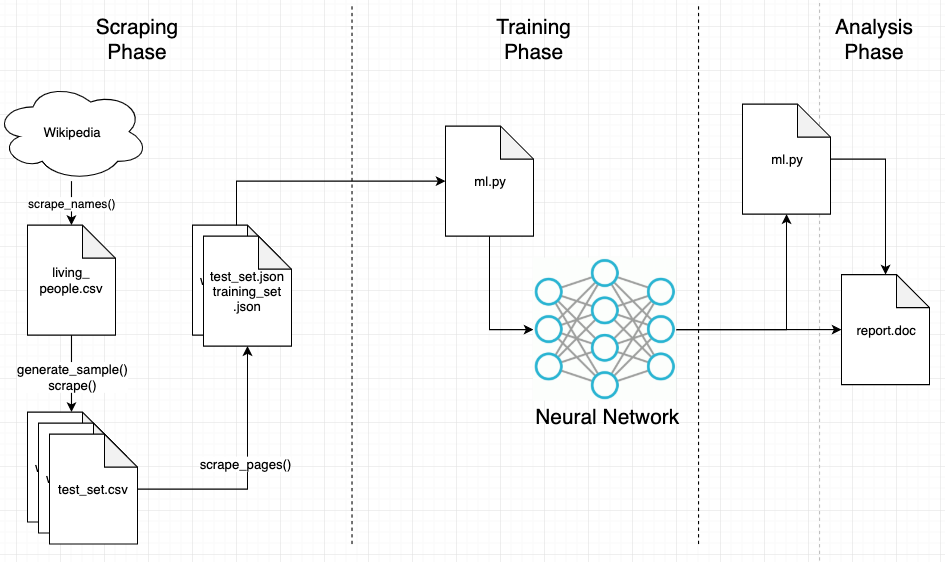 Scraping
Phase
Training
Phase
Analysis
Phase
Wikipedia
scrape_names()
living_
people.csv
generate_sample()
scrape()
test_set.csv
scrape_pages()
test_set.json
training_set
.json
ml.py
Neural Network
ml.py
report.doc